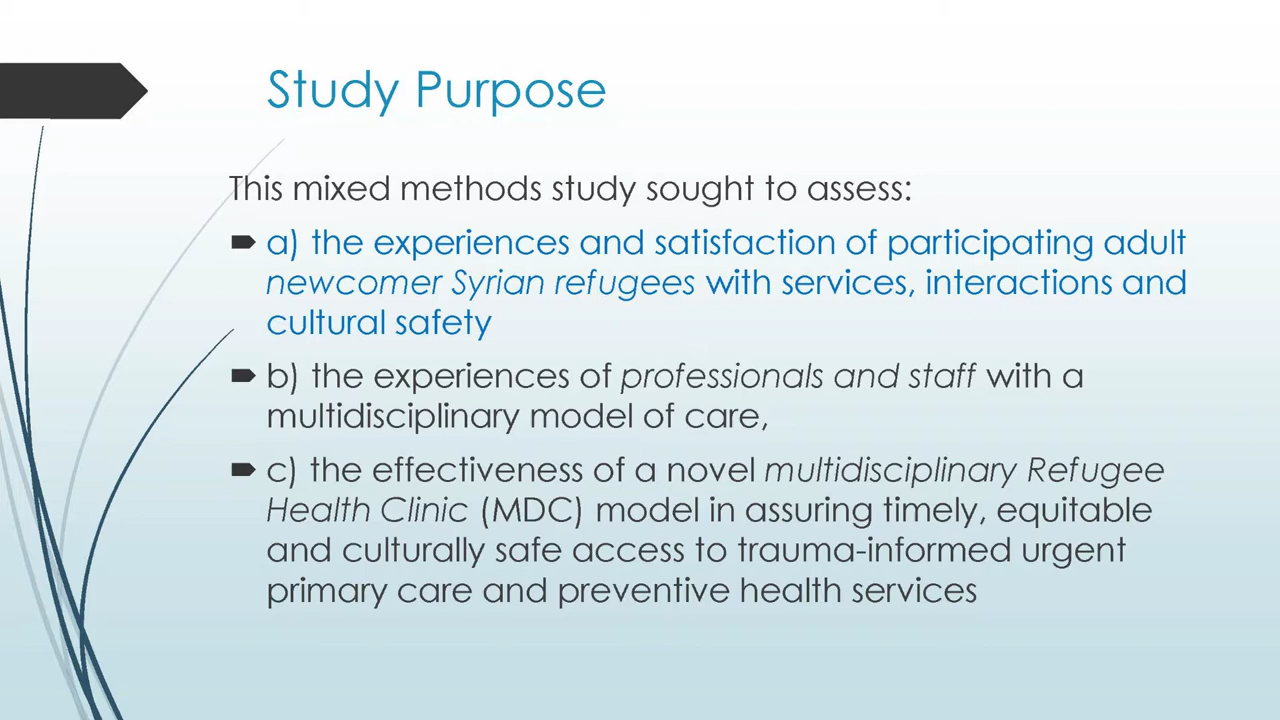 Study Purpose
This mixed methods study sought to assess:
a) the experiences and satisfaction of participating adult
newcomer Syrian refugees with services, interactions and
cultural safety
b) the experiences of professionals and staff with a
multidisciplinary model of care,
c) the effectiveness of a novel multidisciplinary Refugee
Health Clinic (MDC) model in assuring timely, equitable
and culturally safe access to trauma-informed urgent
primary care and preventive health services